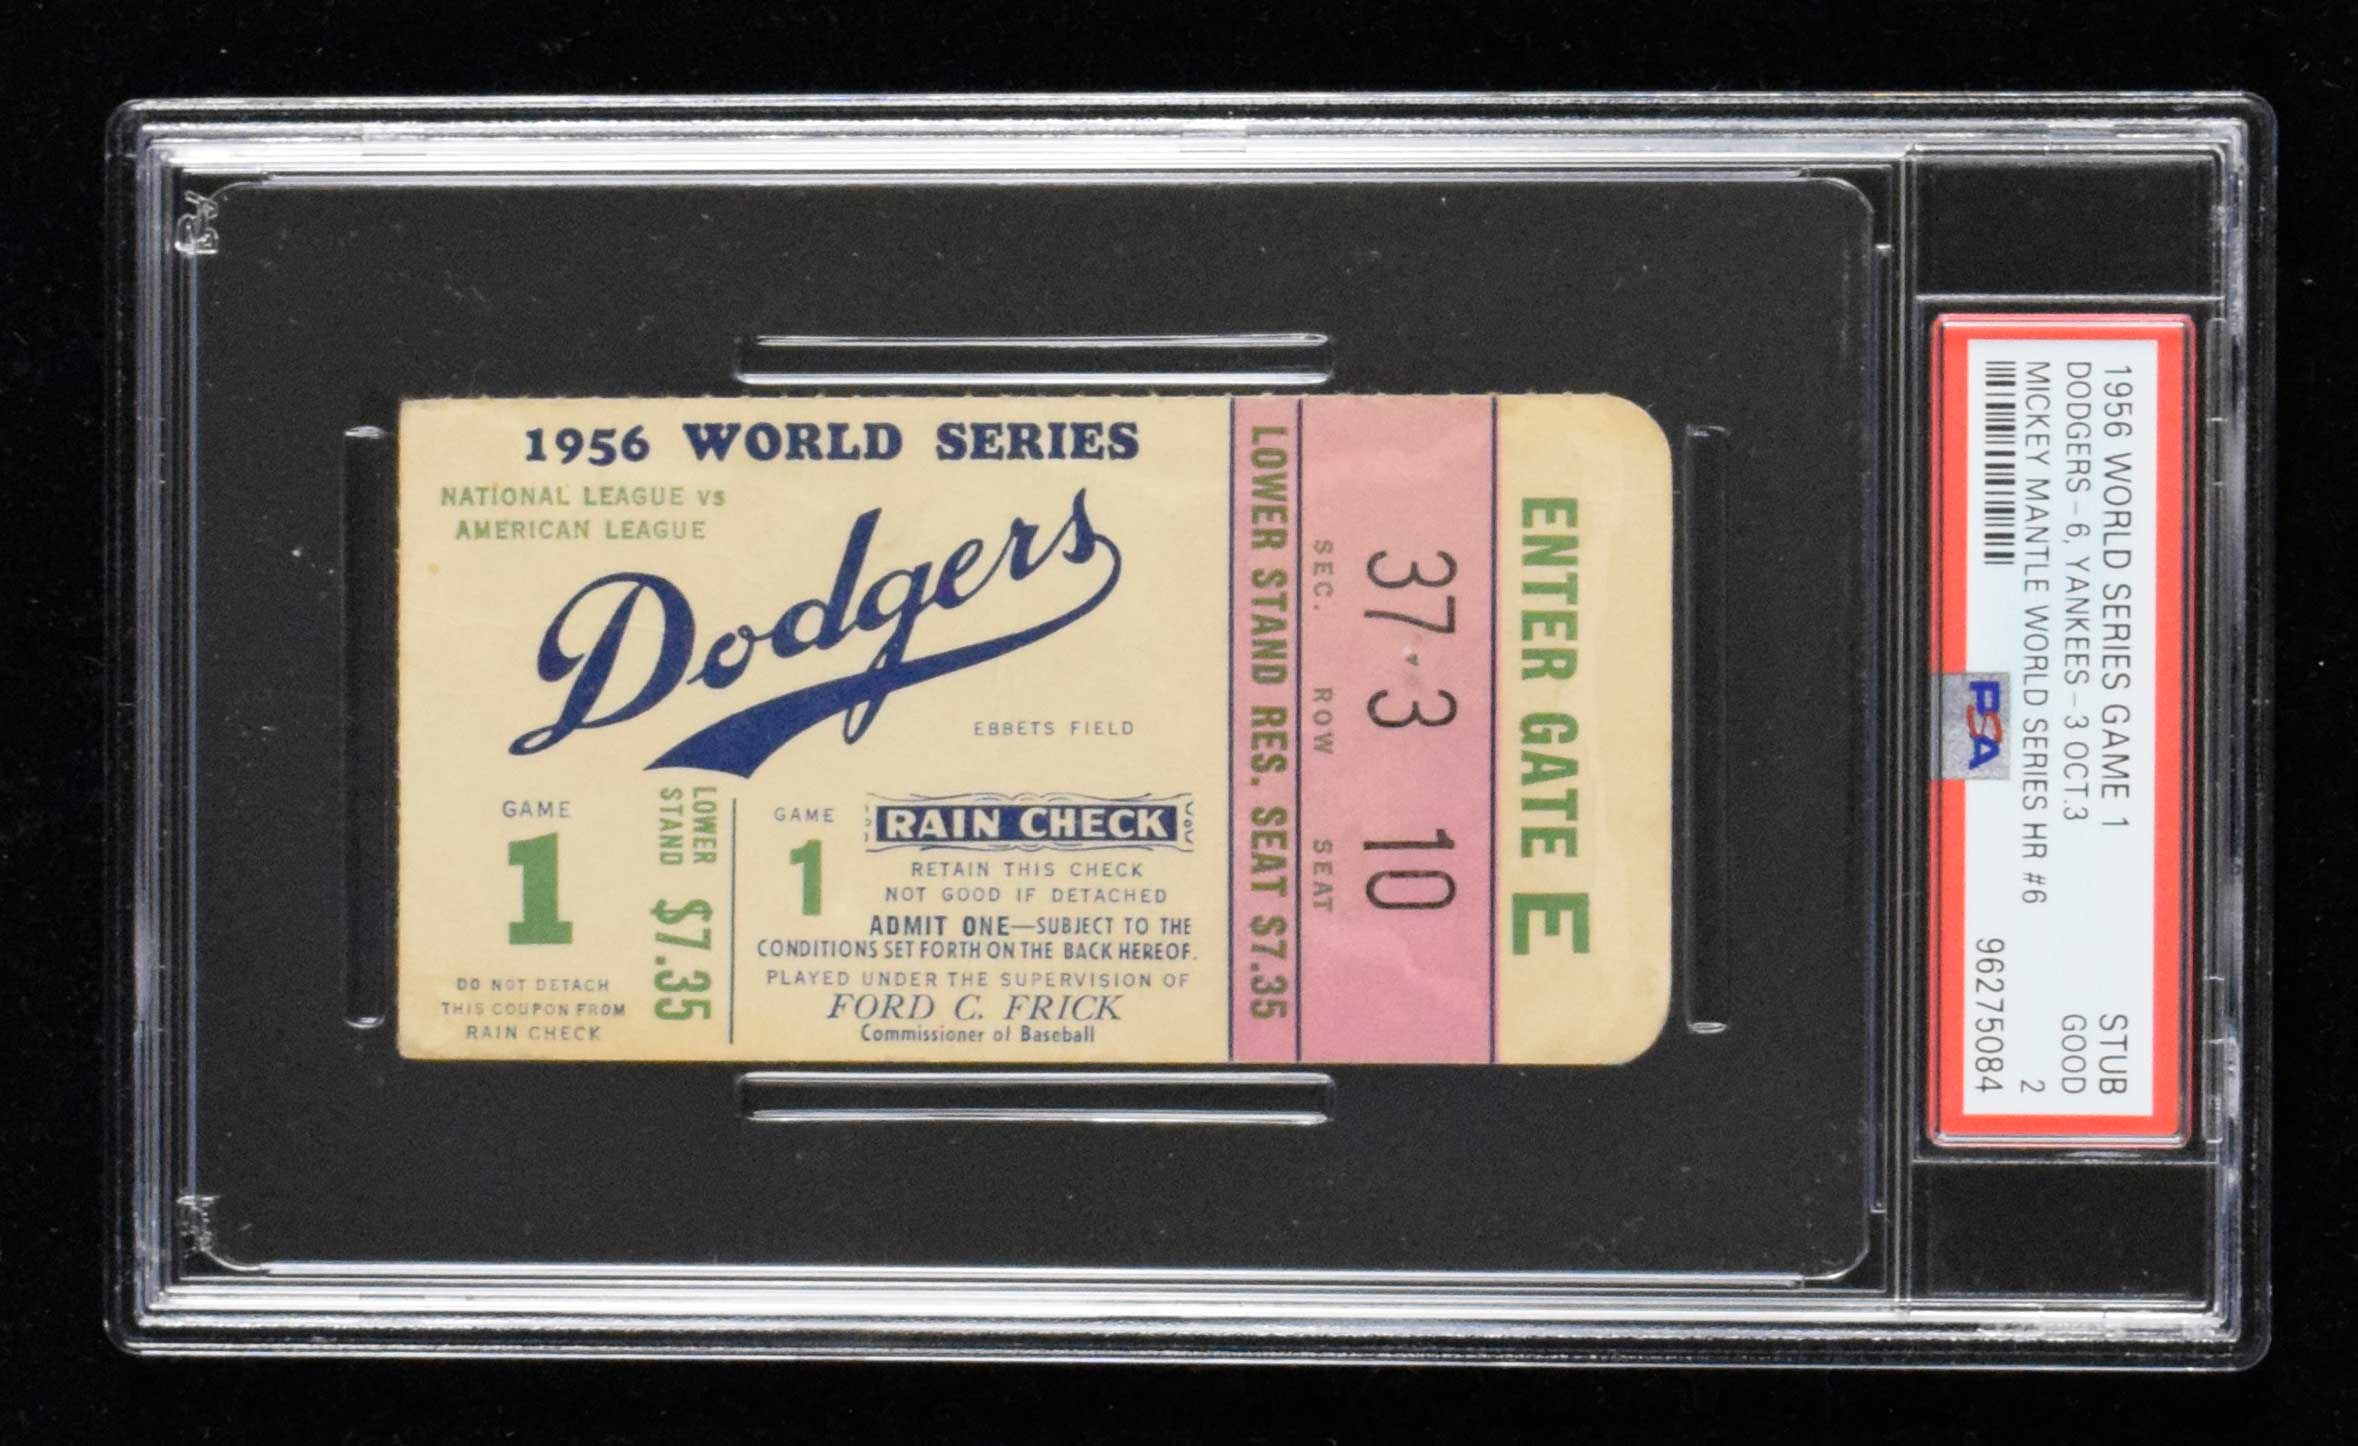 1956 WORLD SERIES
NATIONAL LEAGUE VS
AMERICAN LEAGUE
Dodgers
EBBETS FIELD
GAME
1
DO NOT DETACH
THIS COUPON FROM
RAIN CHECK
LOWER
STAND
$7.35
GAME
1
RAIN CHECK
RETAIN THIS CHECK
NOT GOOD IF DETACHED
ADMIT ONE—SUBJECT TO THE
CONDITIONS SET FORTH ON THE BACK HEREOF.
PLAYED UNDER THE SUPERVISION OF
FORD C. FRICK
Commissioner of Baseball
LOWER STAND RES. SEAT $7.35
SEC. ROW SEAT
37 3 10
ENTER GATE E
1956 WORLD SERIES GAME 1 STUB
DODGERS-6, YANKEES-3 OCT.3 GOOD
MICKEY MANTLE WORLD SERIES HR #6 2
96275084
PSA